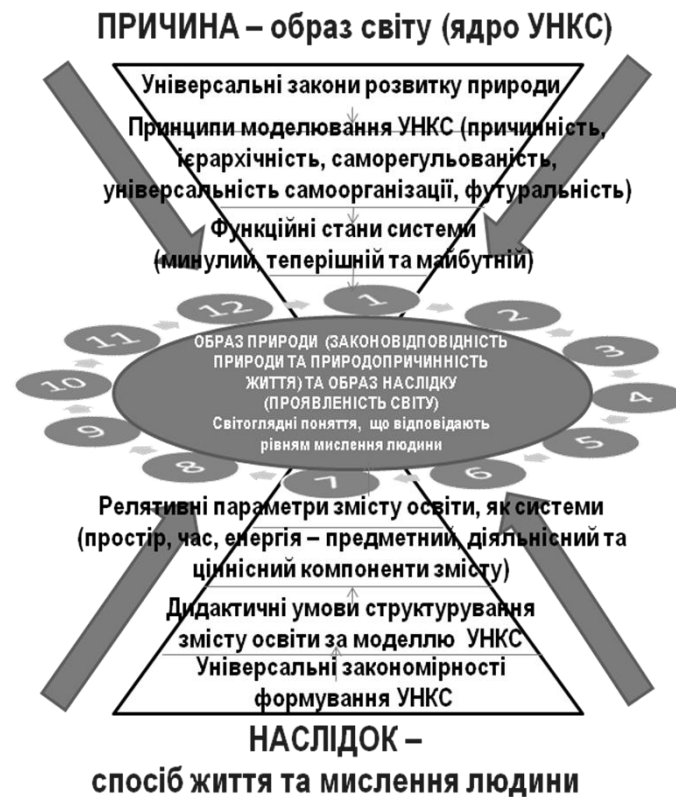 ПРИЧИНА – образ світу (ядро УНКС)
Універсальні закони розвитку природи
Принципи моделювання УНКС (причинність,
ієрархічність, саморегульованість,
універсальність самоорганізації, футуральність)
Функційні стани системи
(минулий, теперішній та майбутній)
12
1
2
11
3
10
4
9
5
8
6
7
ОБРАЗ ПРИРОДИ (ЗАКОНОВІДПОВІДНІСТЬ
ПРИРОДИ ТА ПРИРОДОПРИЧИННІСТЬ
ЖИТТЯ) ТА ОБРАЗ НАСЛІДКУ
(ПРОЯВЛЕНІСТЬ СВІТУ)
Світоглядні поняття, що відповідають
рівням мислення людини
Релятивні параметри змісту освіти, як системи
(простір, час, енергія – предметний, діяльнісний та
ціннісний компоненти змісту)
Дидактичні умови структурування
змісту освіти за моделлю УНКС
Універсальні закономірності
формування УНКС
НАСЛІДОК –
спосіб життя та мислення людини